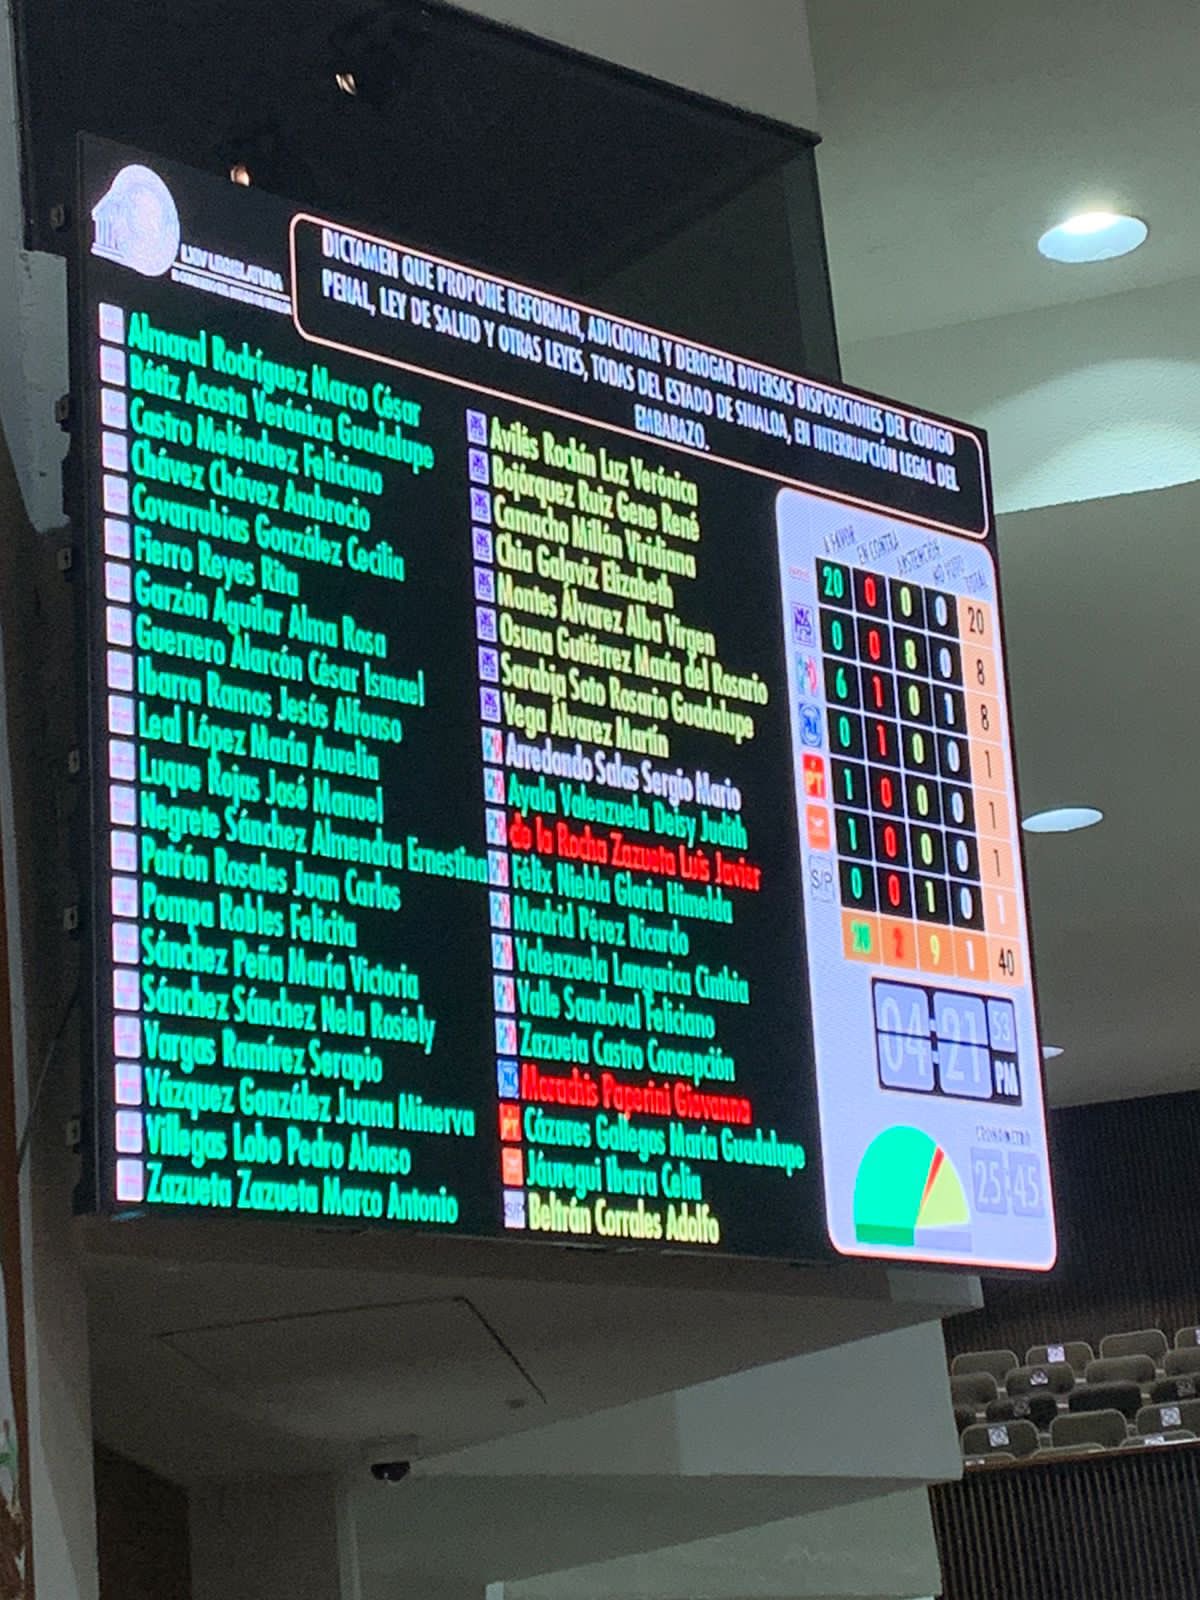 LXIV LEGISLATURA
DICTAMEN QUE PROPONE REFORMAR, ADICIONAR Y DEROGAR DIVERSAS DISPOSICIONES DEL CÓDIGO
PENAL, LEY DE SALUD Y OTRAS LEYES, TODAS DEL ESTADO DE SINALOA, EN INTERRUPCIÓN LEGAL DEL
EMBARAZO.
Almaral Rodríguez Marco César
Bátiz Acosta Verónica Guadalupe
Castro Meléndrez Feliciano
Chávez Chávez Ambrocio
Covarrubias González Cecilia
Fierro Reyes Rita
Garzón Aguilar Alma Rosa
Guerrero Alarcón César Ismael
Ibarra Ramos Jesús Alfonso
Leal López María Aurelia
Luque Rojas José Manuel
Negrete Sánchez Almendra Ernestina
Patrón Rosales Juan Carlos
Pompa Robles Felicita
Sánchez Peña María Victoria
Sánchez Sánchez Nela Rosiely
Vargas Ramírez Serapio
Vázquez González Juana Minerva
Villegas Lobo Pedro Alonso
Zazueta Zazueta Marco Antonio
Avilés Rochín Luz Verónica
Bojórquez Ruiz Gene René
Camacho Millán Viridiana
Chia Galaviz Elizabeth
Montes Álvarez Alba Virgen
Osuna Gutiérrez María del Rosario
Sarabia Soto Rosario Guadalupe
Vega Álvarez Martín
Arredondo Salas Sergio Mario
Ayala Valenzuela Deisy Judith
de la Rocha Zazueta Luis Javier
Félix Niebla Gloria Himelda
Madrid Pérez Ricardo
Valenzuela Langarica Cinthia
Valle Sandoval Feliciano
Zazueta Castro Concepción
Morachis Paperini Giovanna
PT Cázares Gallegos María Guadalupe
Jáuregui Ibarra Celia
S/P Beltrán Corrales Adolfo
A FAVOR EN CONTRA ABSTENCIÓN NO VOTO TOTAL
20 0 0 0 20
0 0 8 0 8
6 1 0 1 8
0 1 0 0 1
PT 1 0 0 0 1
1 0 0 0 1
S/P 0 0 1 0 1
28 2 9 1 40
04:21 53 PM
CRONOMETRO
25:45